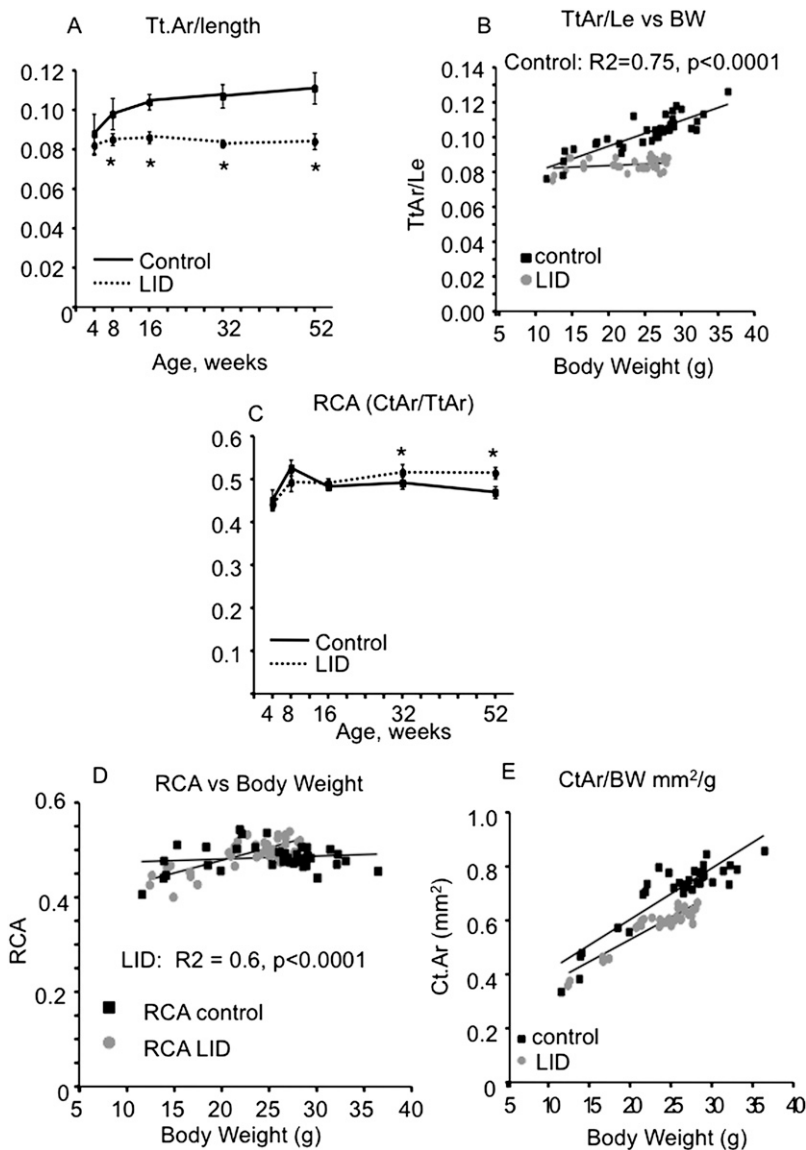 A
Tt.Ar/length
0.12
0.10
0.08
0.06
0.04
0.02
0
* * * *
Control
LID
4 8 16 32 52
Age, weeks
B
TtAr/Le vs BW
Control: R2=0.75, p<0.0001
0.14
0.12
0.10
0.08
0.06
0.04
0.02
0.00
TtAr/Le
control
LID
5 10 15 20 25 30 35 40
Body Weight (g)
C
RCA (CtAr/TtAr)
0.6
0.5
0.4
0.3
0.2
0.1
* *
Control
LID
4 8 16 32 52
Age, weeks
D
RCA vs Body Weight
0.6
0.4
0.2
0
RCA
LID: R2 = 0.6, p<0.0001
RCA control
RCA LID
5 10 15 20 25 30 35 40
Body Weight (g)
E
CtAr/BW mm²/g
1.0
0.8
0.6
0.4
0.2
0.0
Ct.Ar (mm²)
control
LID
5 10 15 20 25 30 35 40
Body Weight (g)